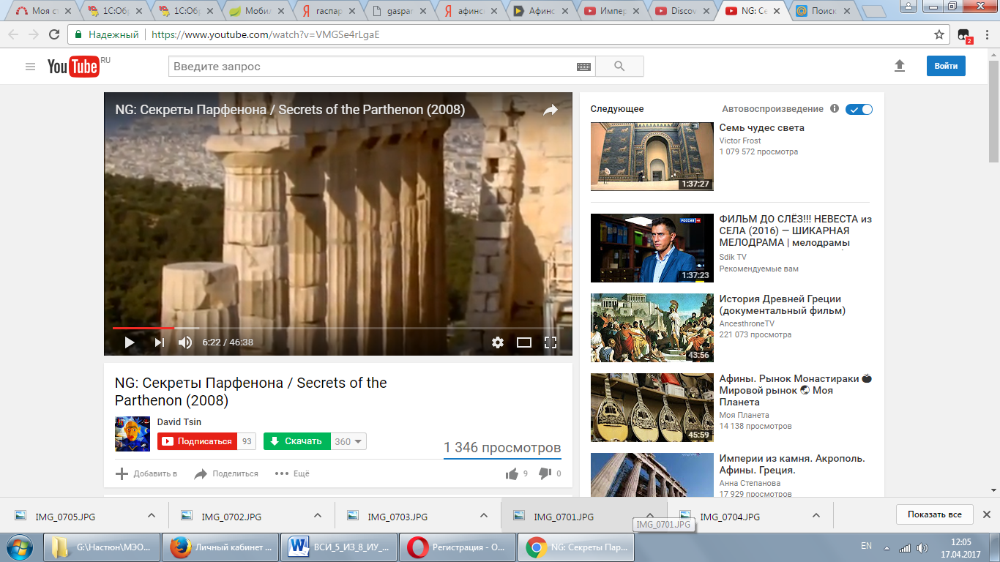 Моя ст
1С:Обр
1С:Обр
Мобил
гаспар
gaspar
афинс
Афинс
Импер
Discov
NG: Се
Поиск
Надежный
https://www.youtube.com/watch?v=VMGSe4rLgaE
2
YouTube RU
Введите запрос
Войти
NG: Секреты Парфенона / Secrets of the Parthenon (2008)
6:22 / 46:38
NG: Секреты Парфенона / Secrets of the
Parthenon (2008)
David Tsin
Подписаться 93
Скачать 360
1 346 просмотров
Добавить в
Поделиться
Ещё
9
0
Следующее
Автовоспроизведение
Семь чудес света
Victor Frost
1 079 572 просмотра
1:37:27
ФИЛЬМ ДО СЛЁЗ!!! НЕВЕСТА из
СЕЛА (2016) — ШИКАРНАЯ
МЕЛОДРАМА | мелодрамы
Sdik TV
Рекомендуемые вам
РОССИЯ
1:37:23
История Древней Греции
(документальный фильм)
AncesthroneTV
221 073 просмотра
43:56
Афины. Рынок Монастираки
Мировой рынок Моя
Планета
Моя Планета
14 138 просмотров
45:59
Империи из камня. Акрополь.
Афины. Греция.
Анна Степанова
17 929 просмотров
IMG_0705.JPG
IMG_0702.JPG
IMG_0703.JPG
IMG_0701.JPG
IMG_0704.JPG
Показать все
IMG_0701.JPG
G:\Настюн\МЭО...
Личный кабинет ...
ВСИ_5_ИЗ_8_ИУ_...
Регистрация - O...
NG: Секреты Пар...
EN
12:05
17.04.2017